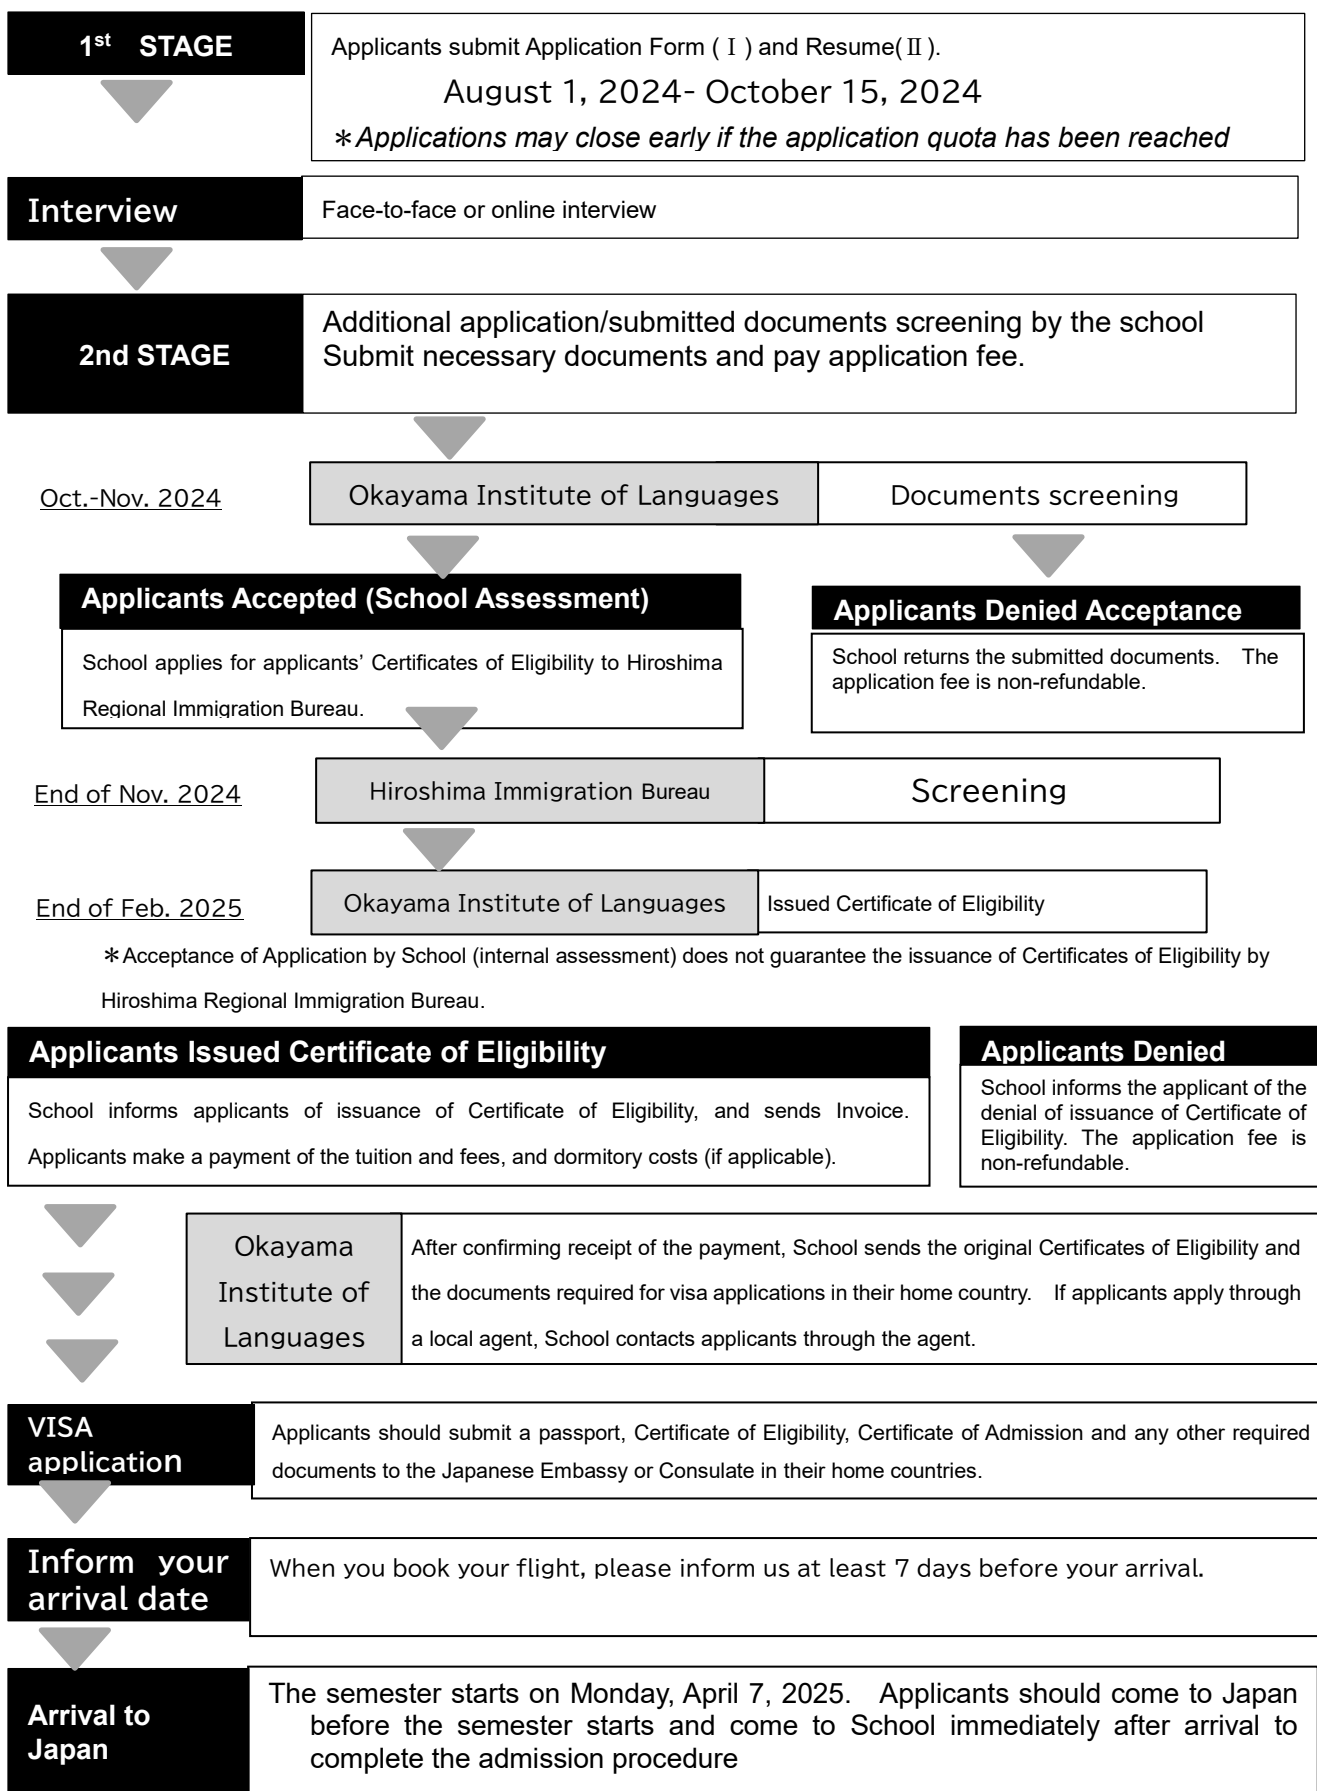 1st STAGE
Applicants submit Application Form (Ⅰ) and Resume(Ⅱ).
August 1, 2024- October 15, 2024
＊Applications may close early if the application quota has been reached
Interview
Face-to-face or online interview
2nd STAGE
Additional application/submitted documents screening by the school
Submit necessary documents and pay application fee.
Oct.-Nov. 2024
Okayama Institute of Languages
Documents screening
Applicants Accepted (School Assessment)
School applies for applicants’ Certificates of Eligibility to Hiroshima
Regional Immigration Bureau.
Applicants Denied Acceptance
School returns the submitted documents. The
application fee is non-refundable.
End of Nov. 2024
Hiroshima Immigration Bureau
Screening
End of Feb. 2025
Okayama Institute of Languages
Issued Certificate of Eligibility
＊Acceptance of Application by School (internal assessment) does not guarantee the issuance of Certificates of Eligibility by
Hiroshima Regional Immigration Bureau.
Applicants Issued Certificate of Eligibility
School informs applicants of issuance of Certificate of Eligibility, and sends Invoice.
Applicants make a payment of the tuition and fees, and dormitory costs (if applicable).
Applicants Denied
School informs the applicant of the
denial of issuance of Certificate of
Eligibility. The application fee is
non-refundable.
Okayama
Institute of
Languages
After confirming receipt of the payment, School sends the original Certificates of Eligibility and
the documents required for visa applications in their home country. If applicants apply through
a local agent, School contacts applicants through the agent.
VISA
application
Applicants should submit a passport, Certificate of Eligibility, Certificate of Admission and any other required
documents to the Japanese Embassy or Consulate in their home countries.
Inform your
arrival date
When you book your flight, please inform us at least 7 days before your arrival.
Arrival to
Japan
The semester starts on Monday, April 7, 2025. Applicants should come to Japan
before the semester starts and come to School immediately after arrival to
complete the admission procedure